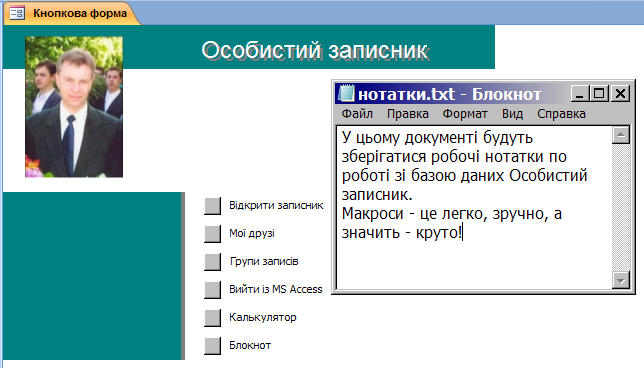 Кнопкова форма
Особистий записник
нотатки.txt - Блокнот
Файл Правка Формат Вид Справка
У цьому документі будуть
зберігатися робочі нотатки по
роботі зі базою даних Особистий
записник.
Макроси - це легко, зручно, а
значить - круто!
Відкрити записник
Мої друзі
Групи записів
Вийти із MS Access
Калькулятор
Блокнот